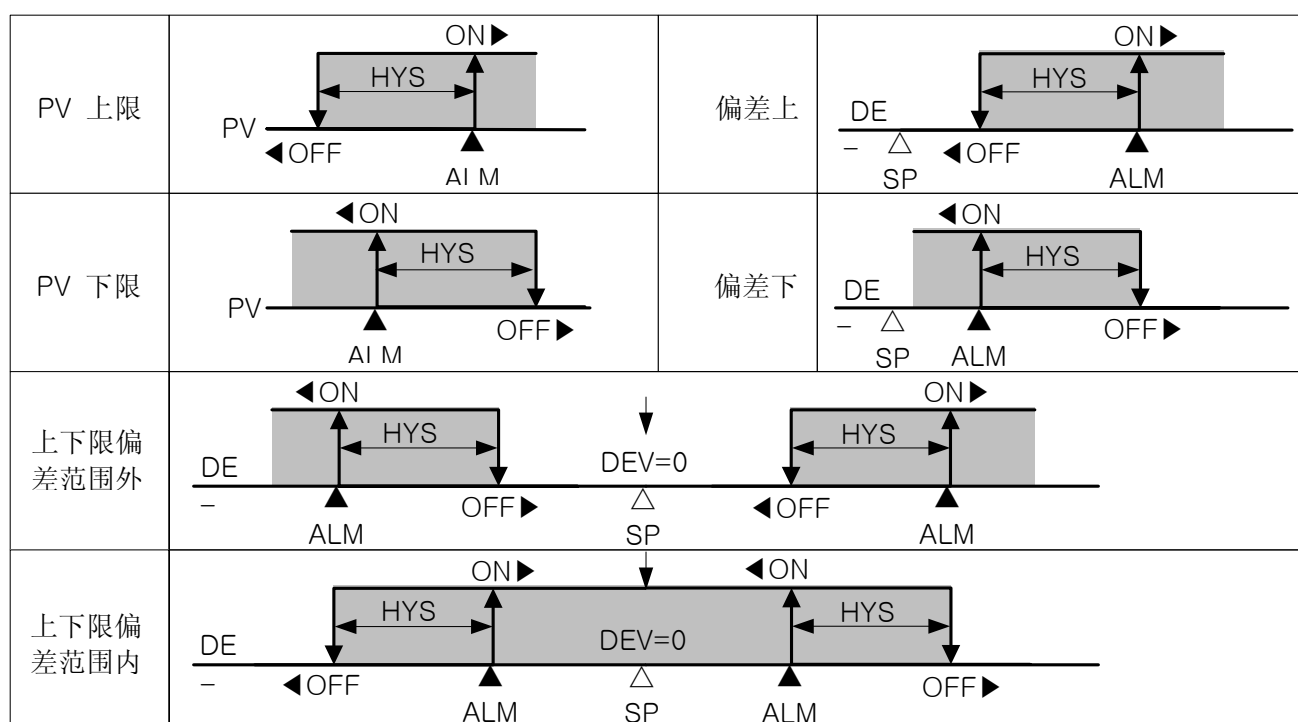 PV 上限
ON▶
HYS
PV
◀OFF
ALM
偏差上
ON▶
HYS
DE
–
◀OFF
SP
ALM
PV 下限
◀ON
HYS
PV
OFF▶
ALM
偏差下
◀ON
HYS
DE
–
OFF▶
SP
ALM
上下限偏
差范围外
◀ON
ON▶
HYS
HYS
DE
DEV=0
–
OFF▶
◀OFF
ALM
SP
ALM
上下限偏
差范围内
ON▶
◀ON
HYS
HYS
DE
DEV=0
–
◀OFF
OFF▶
ALM
SP
ALM